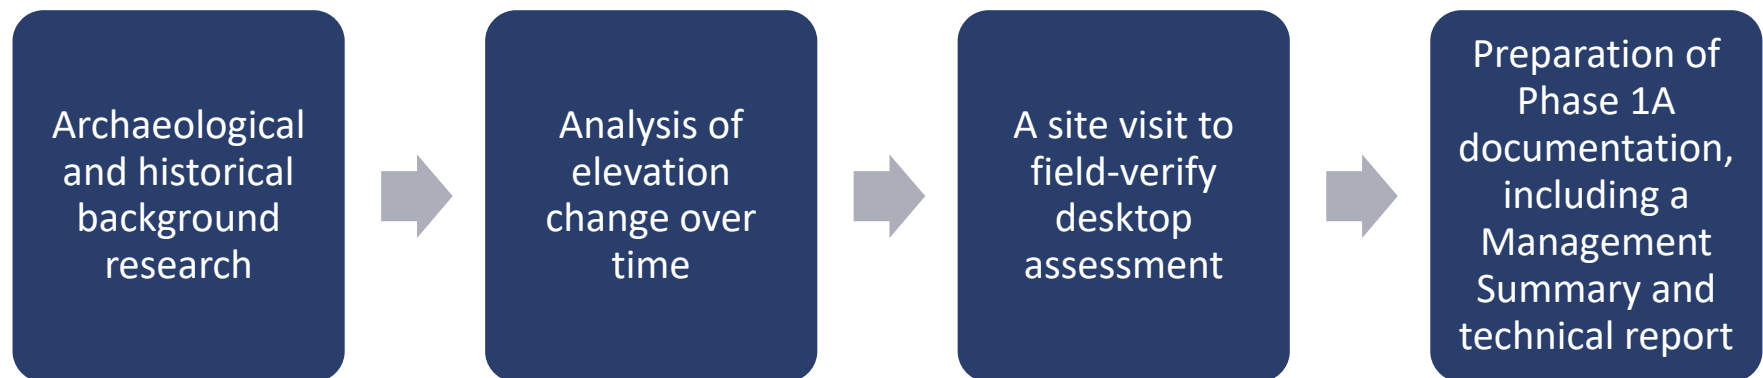 Archaeological
and historical
background
research
Analysis of
elevation
change over
time
A site visit to
field-verify
desktop
assessment
Preparation of
Phase 1A
documentation,
including a
Management
Summary and
technical report